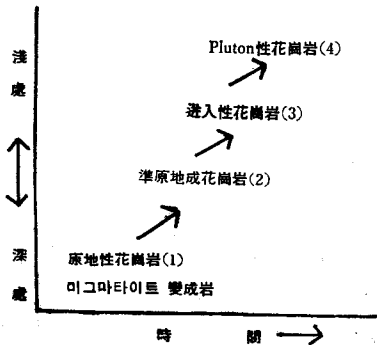 Pluton性花崗岩(4)
淺處
進入性花崗岩(3)
準原地成花崗岩(2)
深處
原地性花崗岩(1)
미그마타이트 變成岩
時 間